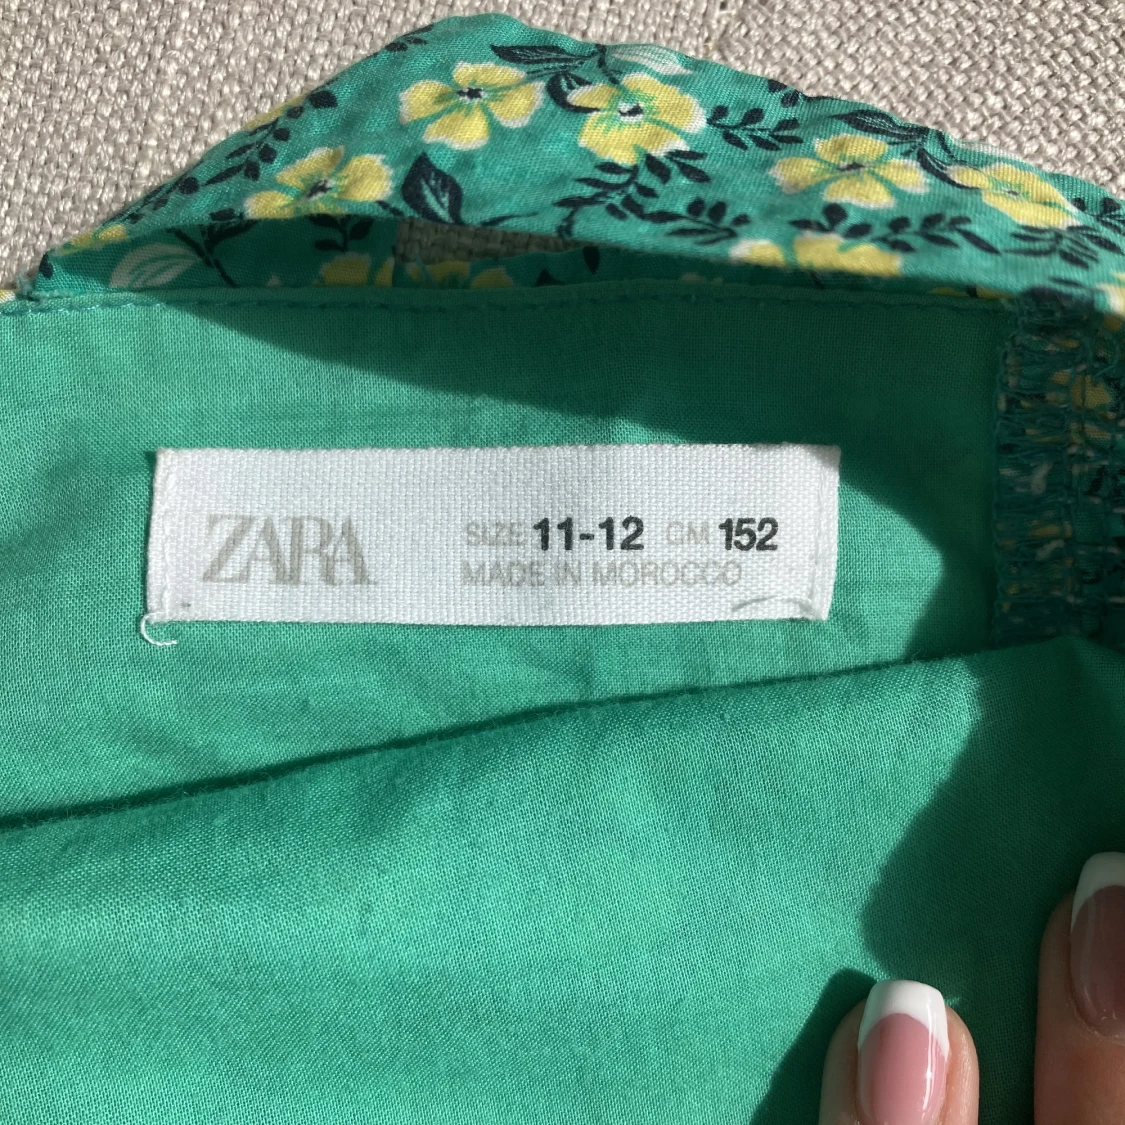 ZARA
SIZE 11-12 CM 152
MADE IN MOROCCO